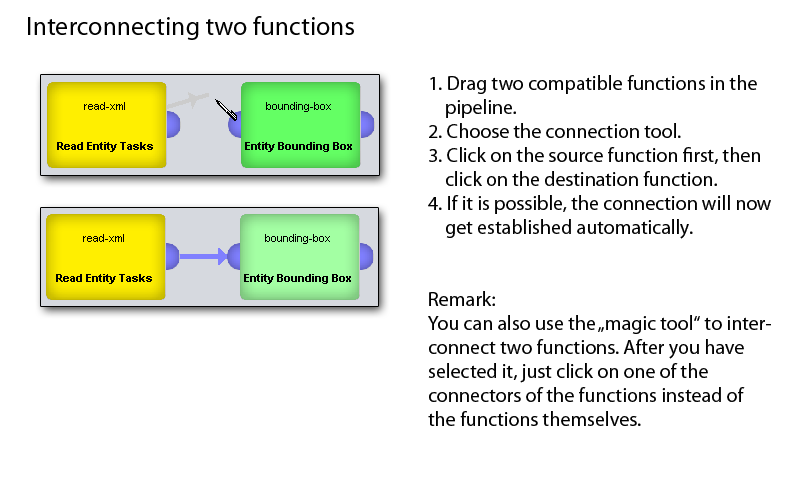 Interconnecting two functions
read-xml
bounding-box
Read Entity Tasks
Entity Bounding Box
read-xml
bounding-box
Read Entity Tasks
Entity Bounding Box
1. Drag two compatible functions in the
pipeline.
2. Choose the connection tool.
3. Click on the source function first, then
click on the destination function.
4. If it is possible, the connection will now
get established automatically.
Remark:
You can also use the „magic tool“ to inter-
connect two functions. After you have
selected it, just click on one of the
connectors of the functions instead of
the functions themselves.